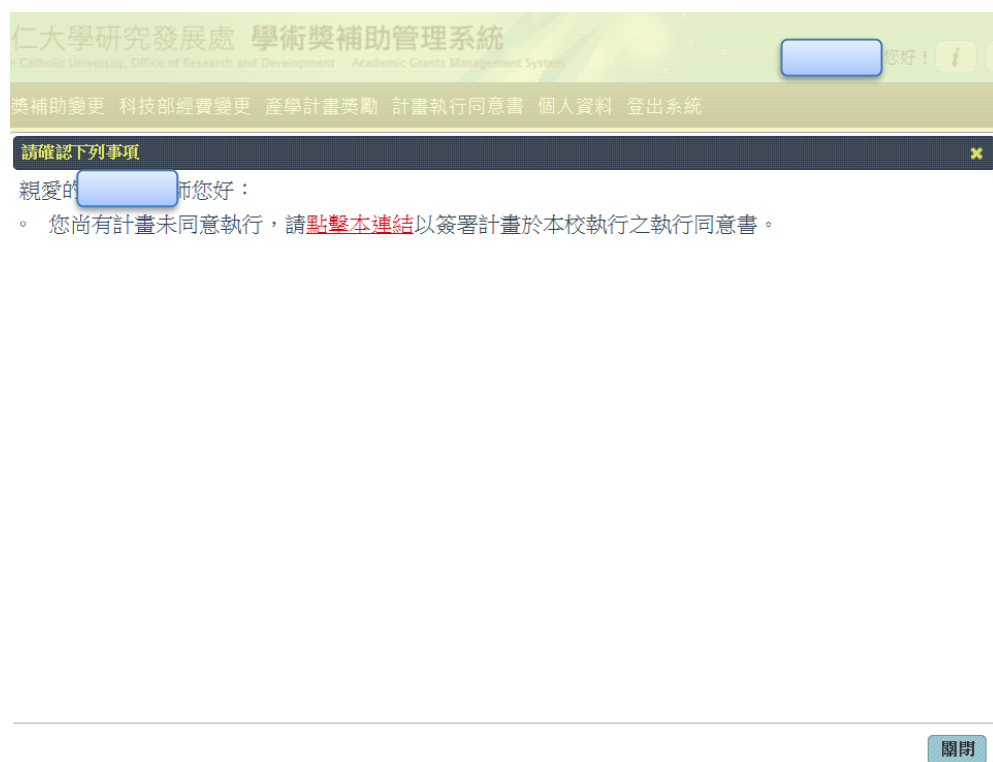 仁大學研究發展處 學術獎補助管理系統
Catholic University, Office of Research and Development Academic Grants Management System
您好！ i
獎補助變更 科技部經費變更 產學計畫獎勵 計畫執行同意書 個人資料 登出系統
請確認下列事項
親愛的 師您好：
。 您尚有計畫未同意執行，請點擊本連結以簽署計畫於本校執行之執行同意書。
關閉